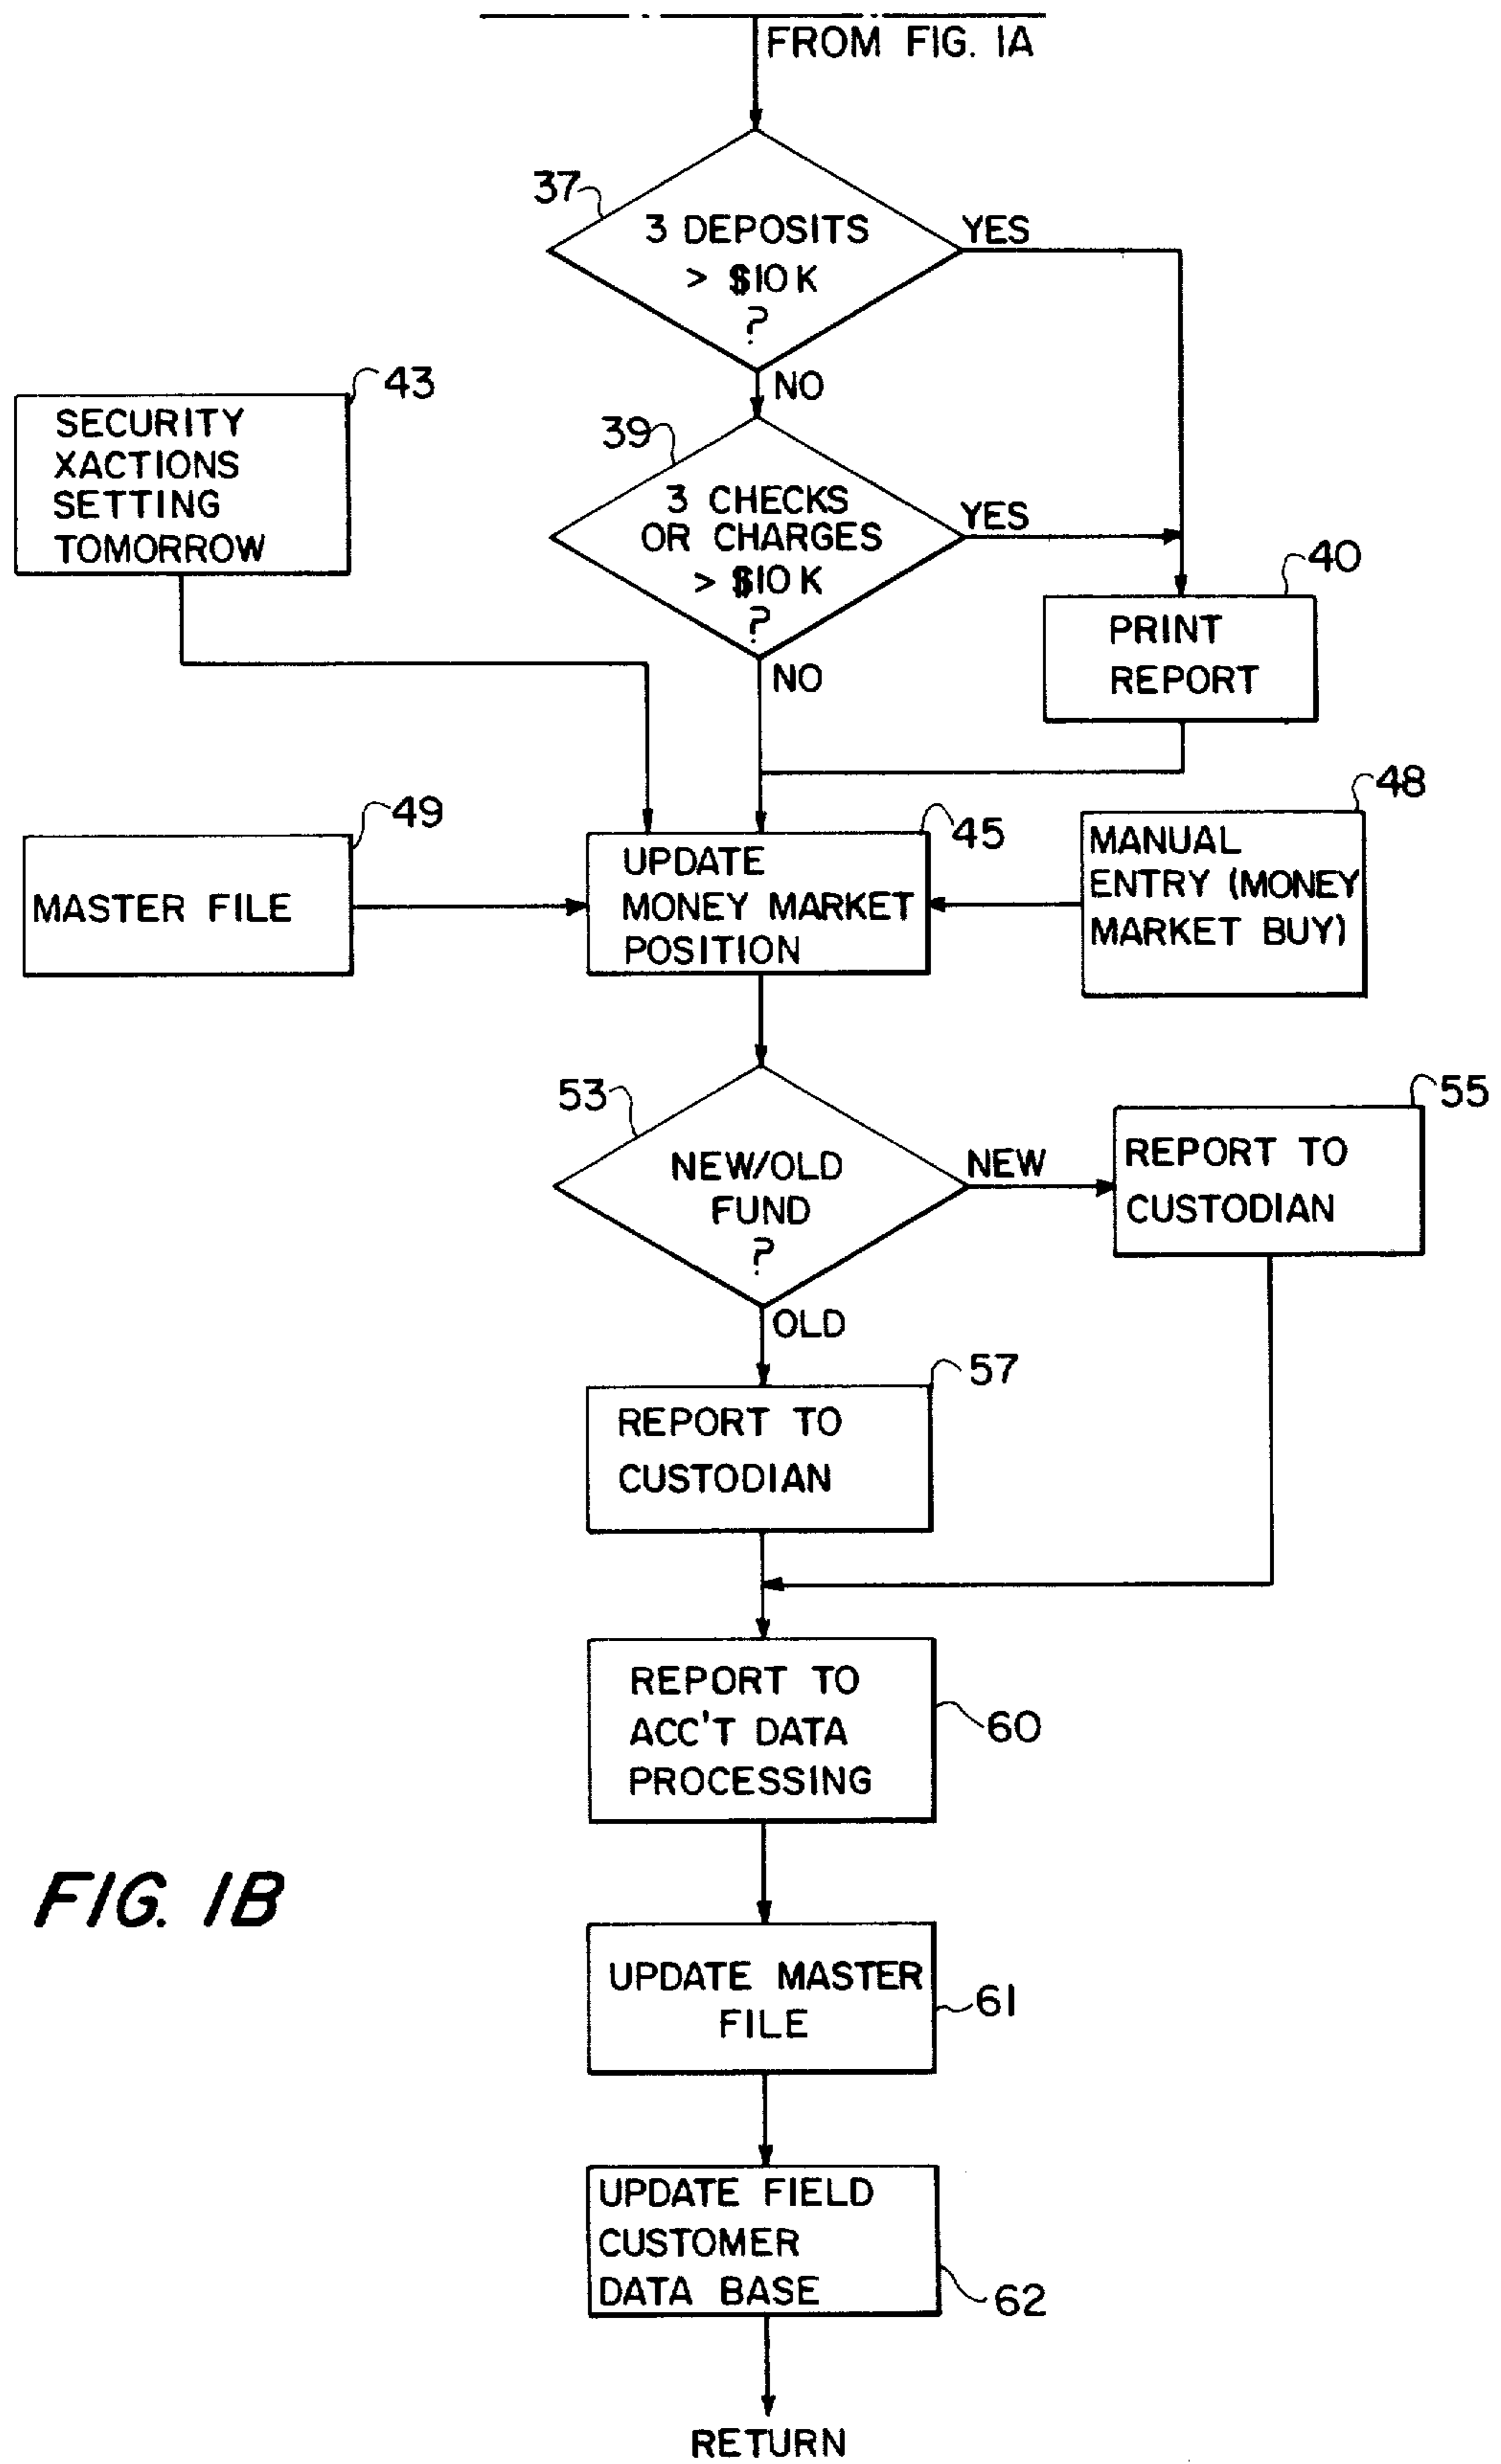 FROM FIG. 1A
37
3 DEPOSITS
> $10K
?
YES
NO
43
SECURITY
XACTIONS
SETTING
TOMORROW
39
3 CHECKS
OR CHARGES
> $10K
?
YES
NO
40
PRINT
REPORT
49
MASTER FILE
45
UPDATE
MONEY MARKET
POSITION
48
MANUAL
ENTRY (MONEY
MARKET BUY)
53
NEW/OLD
FUND
?
NEW
OLD
55
REPORT TO
CUSTODIAN
57
REPORT TO
CUSTODIAN
REPORT TO
ACC'T DATA
PROCESSING
60
FIG. 1B
UPDATE MASTER
FILE
61
UPDATE FIELD
CUSTOMER
DATA BASE
62
RETURN